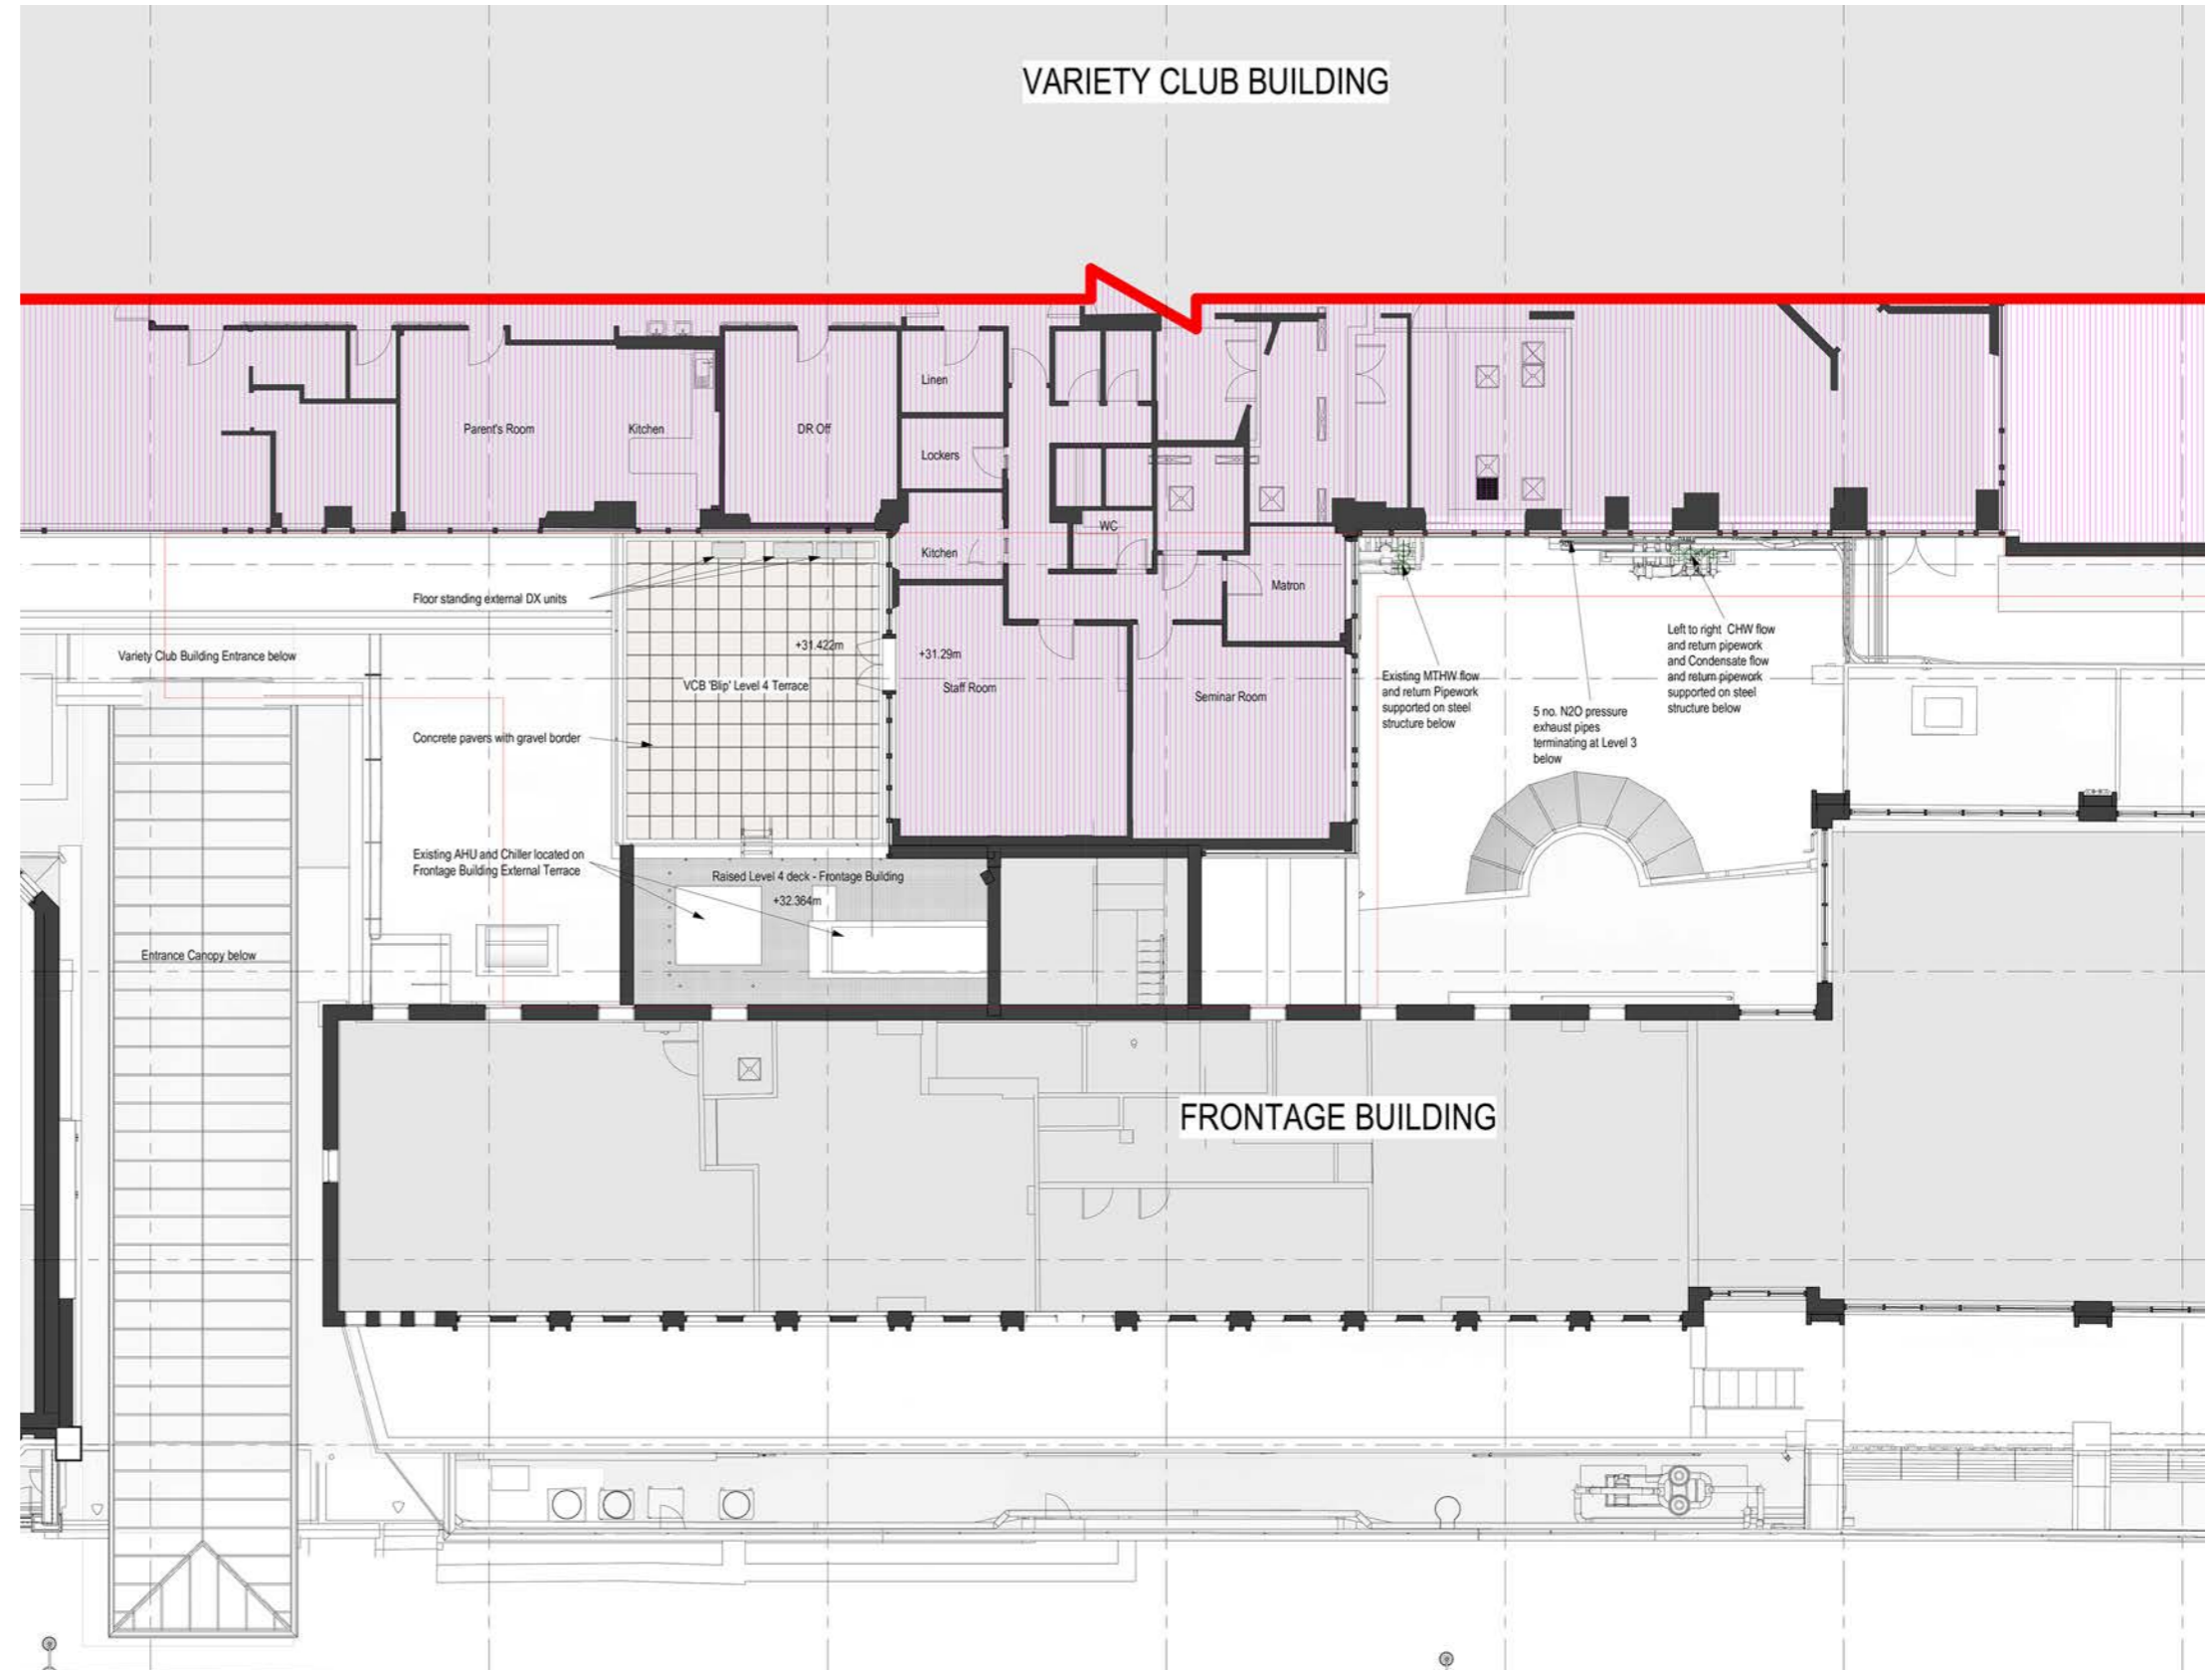 VARIETY CLUB BUILDING
Linen
Parent's Room
Kitchen
DR Off
Lockers
WC
Kitchen
Matron
Floor standing external DX units
+31.422m
+31.29m
Variety Club Building Entrance below
VCB 'Blip' Level 4 Terrace
Staff Room
Seminar Room
Existing MTHW flow
and return Pipework
supported on steel
structure below
5 no. N2O pressure
exhaust pipes
terminating at Level 3
below
Left to right CHW flow
and return pipework
and Condensate flow
and return pipework
supported on steel
structure below
Concrete pavers with gravel border
Existing AHU and Chiller located on
Frontage Building External Terrace
Raised Level 4 deck - Frontage Building
+32.364m
Entrance Canopy below
FRONTAGE BUILDING